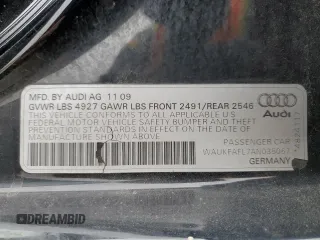 MFD. BY AUDI AG 11 09
GVWR LBS 4927 GAWR LBS FRONT 2491/REAR 2546
THIS VEHICLE CONFORMS TO ALL APPLICABLE U.S.
FEDERAL MOTOR VEHICLE SAFETY BUMPER AND THEFT
PREVENTION STANDARDS IN EFFECT ON THE DATE OF
MANUFACTURE SHOWN ABOVE.
Audi
PASSENGER CAR
GERMANY
DREAMBID